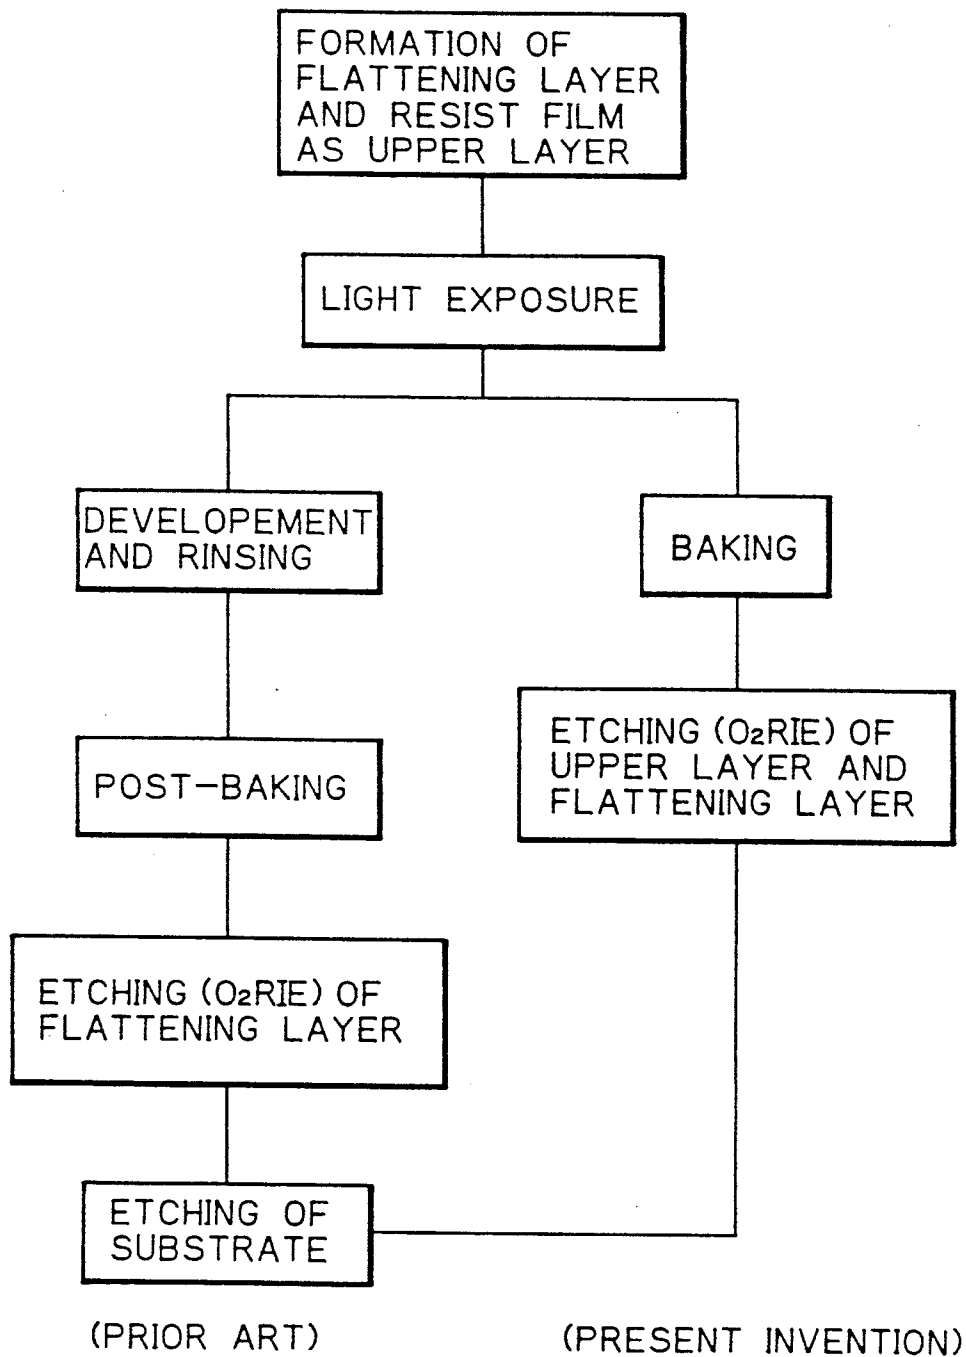 FORMATION OF
FLATTENING LAYER
AND RESIST FILM
AS UPPER LAYER
LIGHT EXPOSURE
DEVELOPEMENT
AND RINSING
POST-BAKING
ETCHING (O₂RIE) OF
FLATTENING LAYER
BAKING
ETCHING (O₂RIE) OF
UPPER LAYER AND
FLATTENING LAYER
ETCHING OF
SUBSTRATE
(PRIOR ART)
(PRESENT INVENTION)